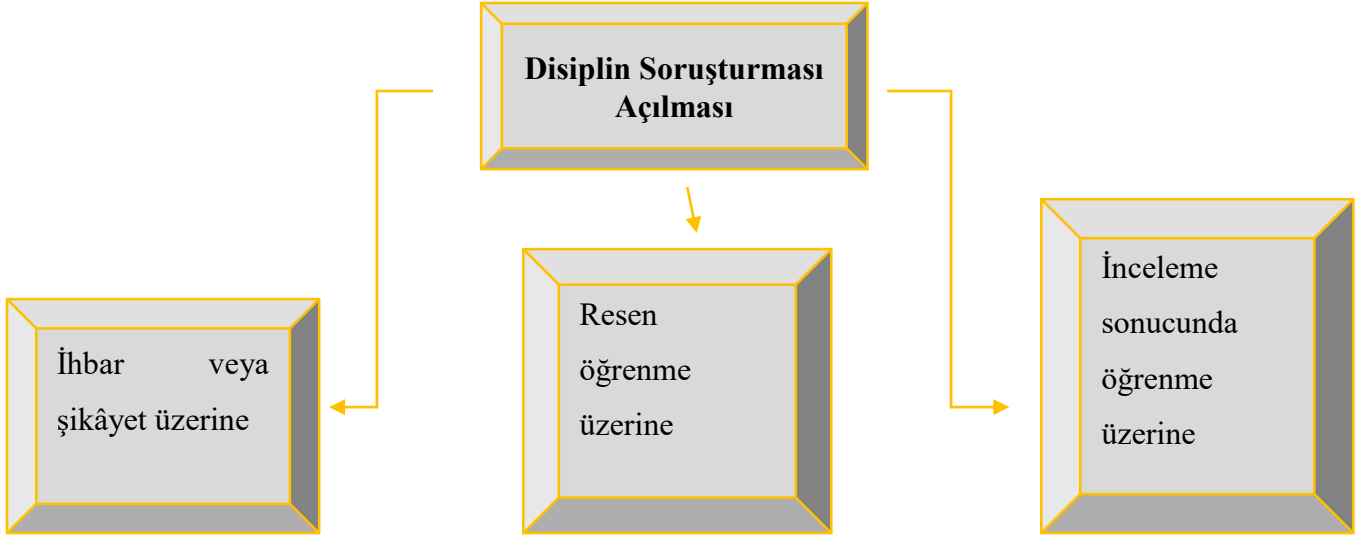 Disiplin Soruşturması
Açılması
İhbar veya
şikâyet üzerine
Resen
öğrenme
üzerine
İnceleme
sonucunda
öğrenme
üzerine